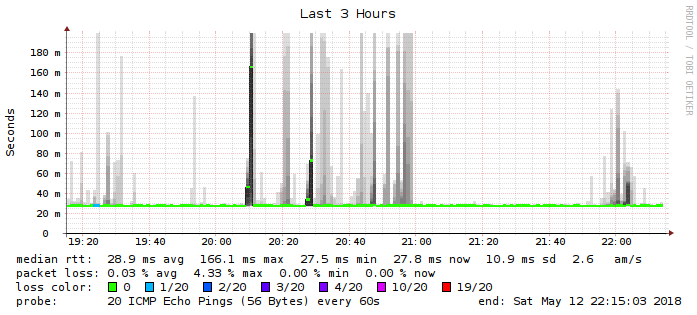 Last 3 Hours
RRDTOOL / TOBI OETIKER
Seconds
180 m
160 m
140 m
120 m
100 m
80 m
60 m
40 m
20 m
0
19:20 19:40 20:00 20:20 20:40 21:00 21:20 21:40 22:00
median rtt: 28.9 ms avg 166.1 ms max 27.5 ms min 27.8 ms now 10.9 ms sd 2.6 am/s
packet loss: 0.03 % avg 4.33 % max 0.00 % min 0.00 % now
loss color: 0 1/20 2/20 3/20 4/20 10/20 19/20
probe: 20 ICMP Echo Pings (56 Bytes) every 60s end: Sat May 12 22:15:03 2018